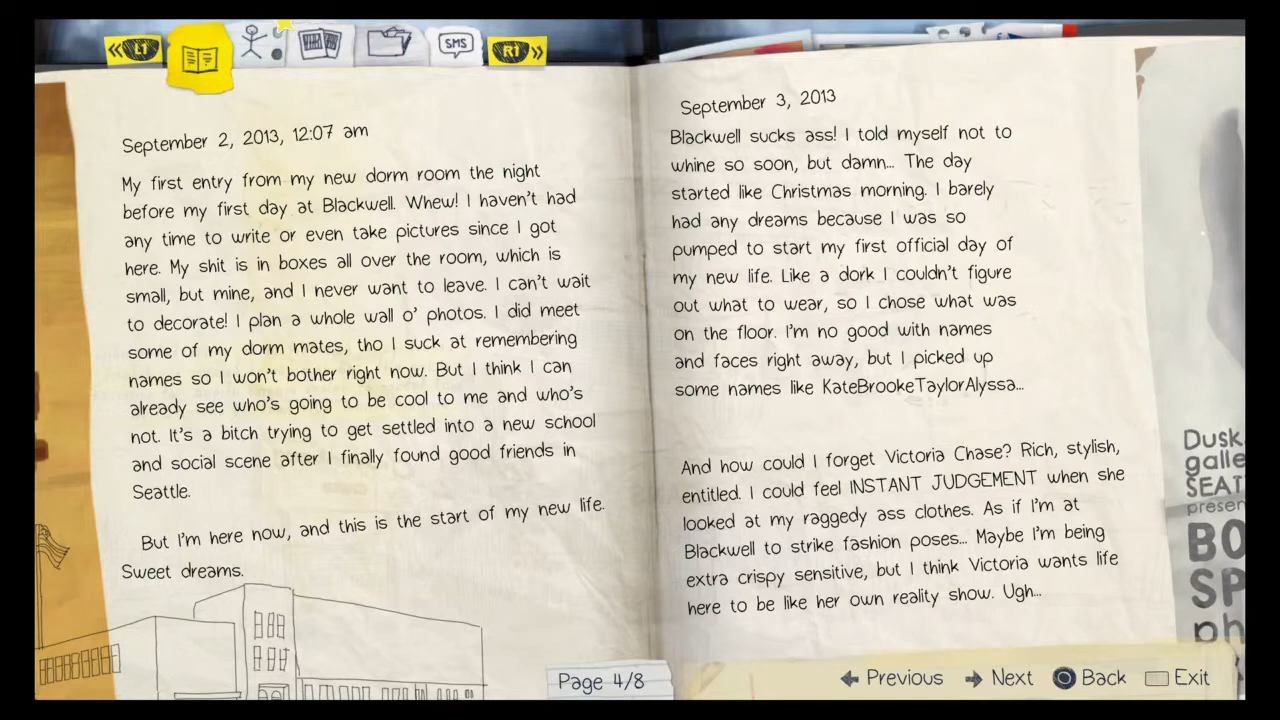 L1
SMS
R1
September 2, 2013, 12:07 am
My first entry from my new dorm room the night
before my first day at Blackwell. Whew! I haven't had
any time to write or even take pictures since I got
here. My shit is in boxes all over the room, which is
small, but mine, and I never want to leave. I can't wait
to decorate! I plan a whole wall o' photos. I did meet
some of my dorm mates, tho I suck at remembering
names so I won't bother right now. But I think I can
already see who's going to be cool to me and who's
not. It's a bitch trying to get settled into a new school
and social scene after I finally found good friends in
Seattle.
But I'm here now, and this is the start of my new life.
Sweet dreams.
September 3, 2013
Blackwell sucks ass! I told myself not to
whine so soon, but damn... The day
started like Christmas morning. I barely
had any dreams because I was so
pumped to start my first official day of
my new life. Like a dork I couldn't figure
out what to wear, so I chose what was
on the floor. I'm no good with names
and faces right away, but I picked up
some names like KateBrookeTaylorAlyssa...
And how could I forget Victoria Chase? Rich, stylish,
entitled. I could feel INSTANT JUDGEMENT when she
looked at my raggedy ass clothes. As if I'm at
Blackwell to strike fashion poses... Maybe I'm being
extra crispy sensitive, but I think Victoria wants life
here to be like her own reality show. Ugh...
Dusk
galle
SEAT
presen
BO
SP
ph
Page 4/8
Previous
Next
Back
Exit